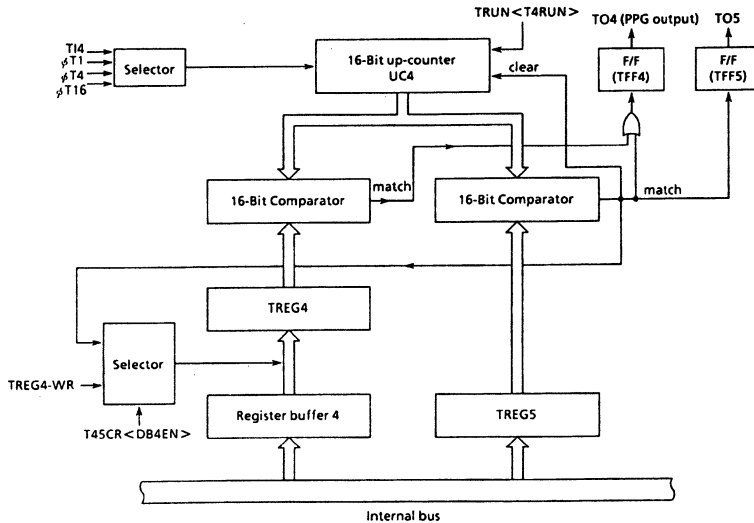 TRUN<T4RUN>
TO4 (PPG output)
TO5
TI4
φT1
φT4
φT16
Selector
16-Bit up-counter
UC4
clear
F/F
(TFF4)
F/F
(TFF5)
16-Bit Comparator
match
16-Bit Comparator
match
TREG4
Selector
TREG4-WR
T45CR<DB4EN>
Register buffer 4
TREG5
Internal bus